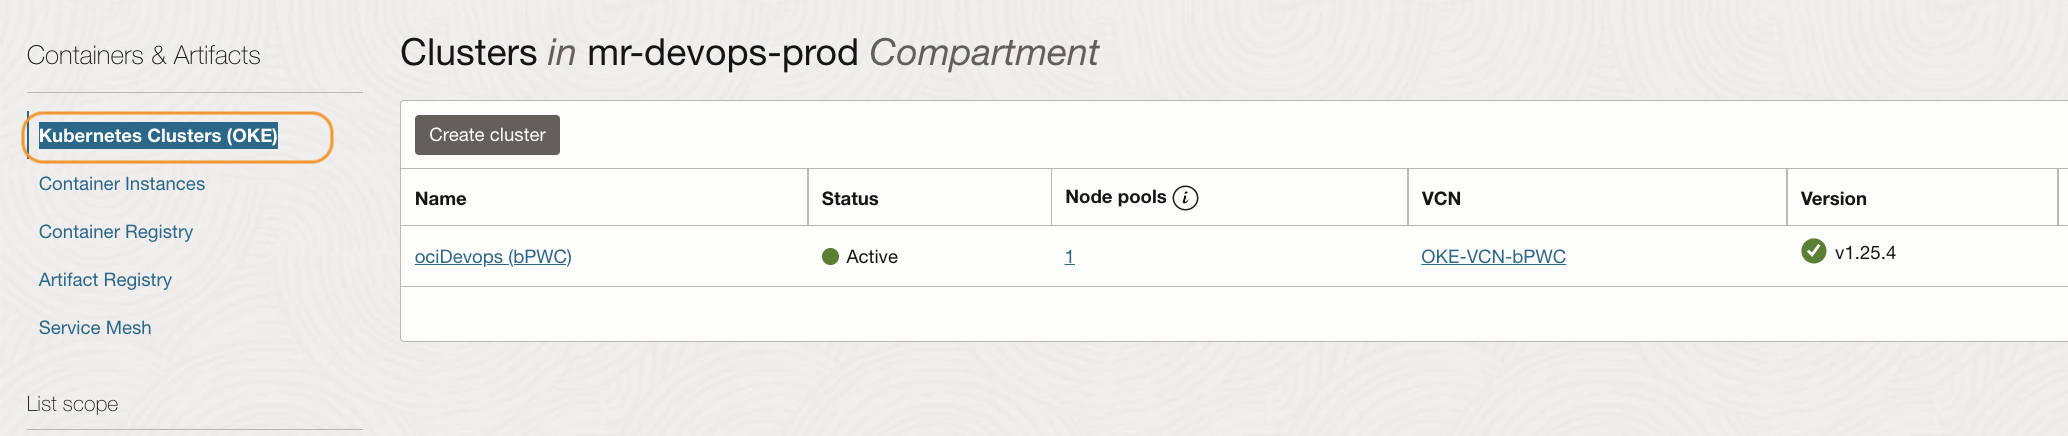 Containers & Artifacts
Kubernetes Clusters (OKE)
Container Instances
Container Registry
Artifact Registry
Service Mesh
List scope
Clusters in mr-devops-prod Compartment
Create cluster
Name Status Node pools i VCN Version
ociDevops (bPWC) Active 1 OKE-VCN-bPWC v1.25.4